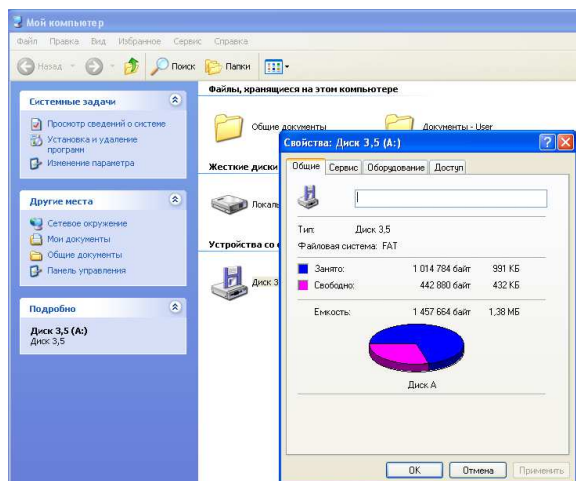 Мой компьютер
Файл Правка Вид Избранное Сервис Справка
Назад Поиск Папки
Системные задачи
Просмотр сведений о системе
Установка и удаление программ
Изменение параметра
Другие места
Сетевое окружение
Мои документы
Общие документы
Панель управления
Подробно
Диск 3,5 (A:)
Диск 3,5
Файлы, хранящиеся на этом компьютере
Общие документы
Документы - User
Жесткие диски
Локаль
Устройства со
Диск 3
Свойства: Диск 3,5 (A:)
Общие Сервис Оборудование Доступ
Тип: Диск 3,5
Файловая система: FAT
Занято: 1 014 784 байт 991 КБ
Свободно: 442 880 байт 432 КБ
Емкость: 1 457 664 байт 1,38 МБ
Диск A
OK Отмена Применить